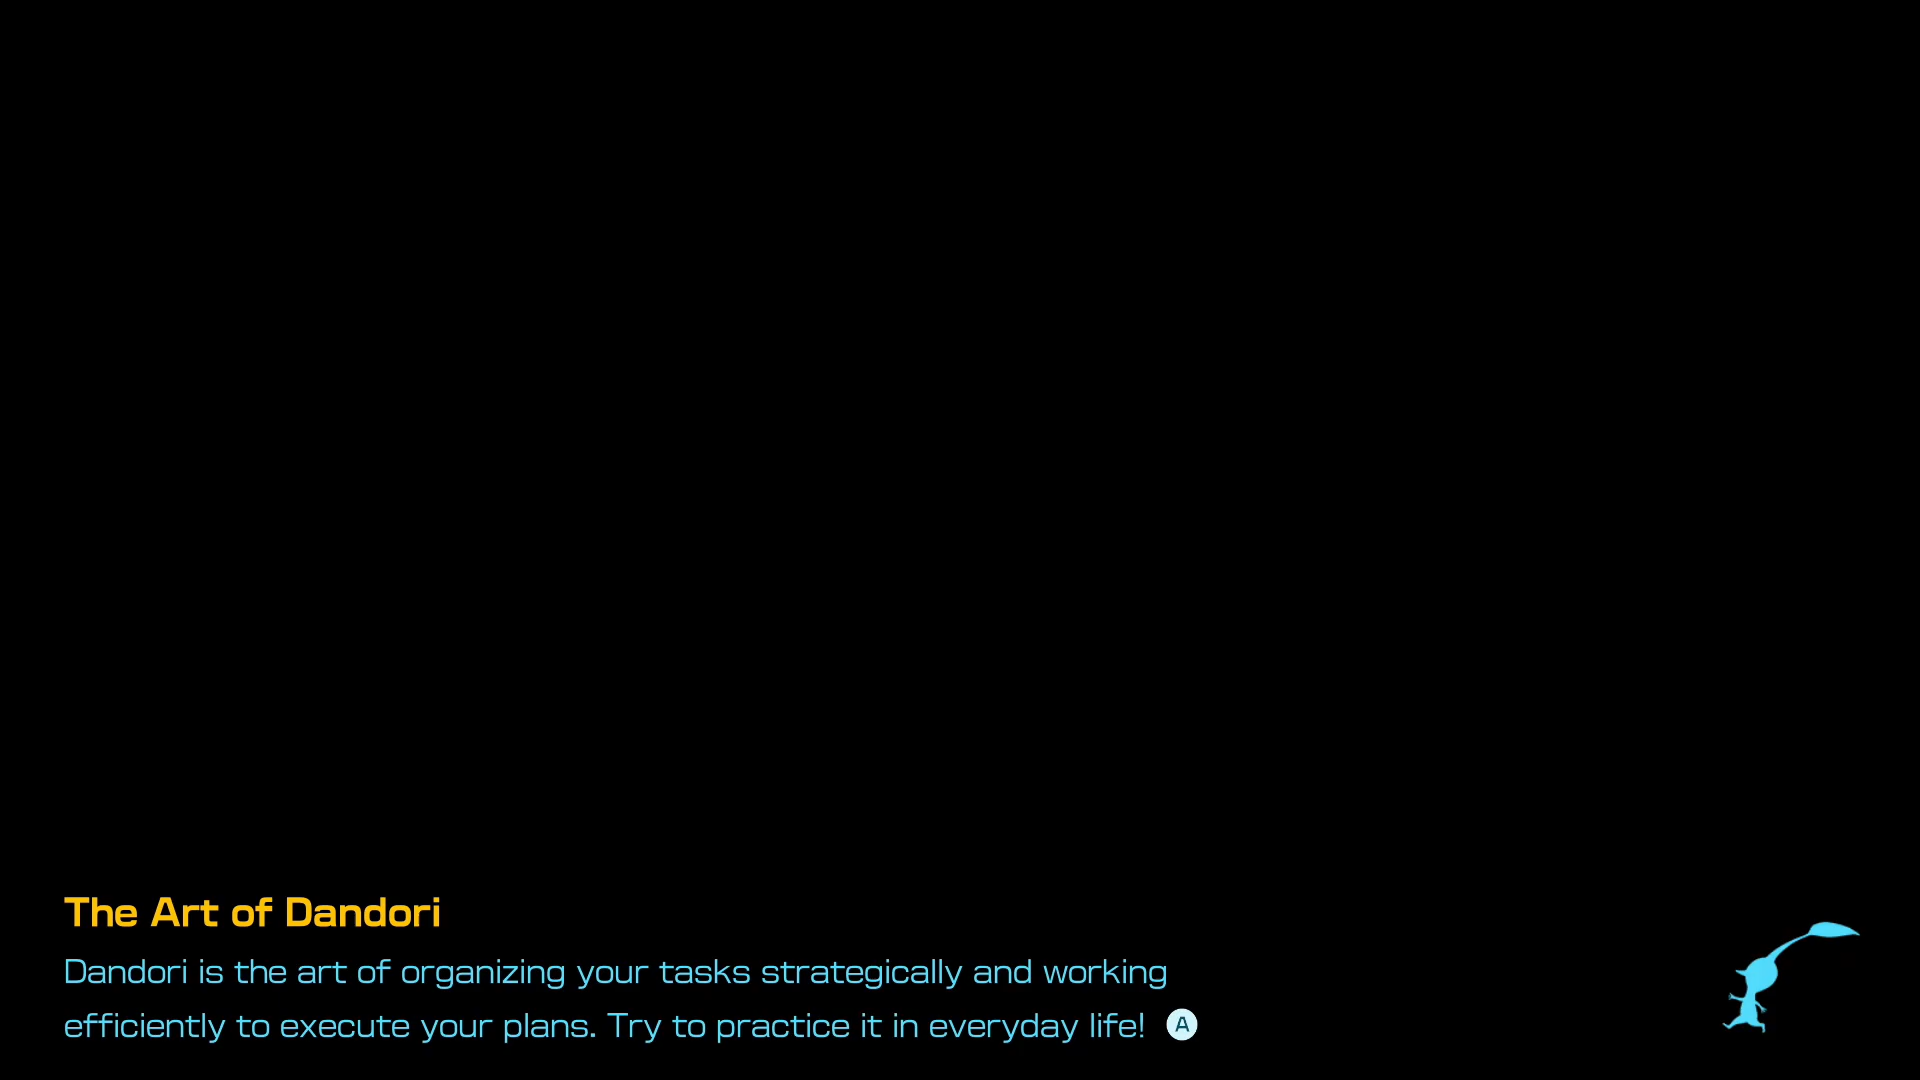 The Art of Dandori
Dandori is the art of organizing your tasks strategically and working
efficiently to execute your plans. Try to practice it in everyday life! A